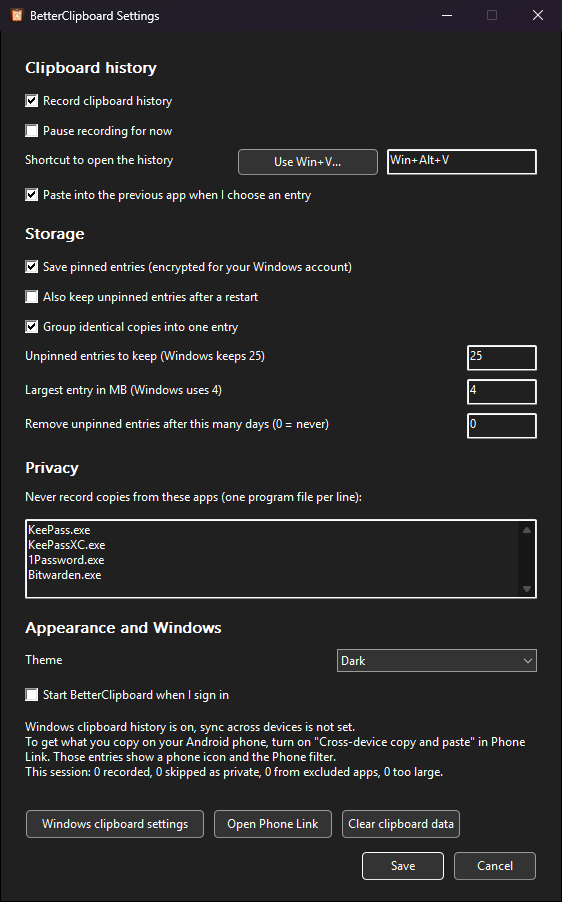 BetterClipboard Settings
Clipboard history
Record clipboard history
Pause recording for now
Shortcut to open the history
Use Win+V...
Win+Alt+V
Paste into the previous app when I choose an entry
Storage
Save pinned entries (encrypted for your Windows account)
Also keep unpinned entries after a restart
Group identical copies into one entry
Unpinned entries to keep (Windows keeps 25)
25
Largest entry in MB (Windows uses 4)
4
Remove unpinned entries after this many days (0 = never)
0
Privacy
Never record copies from these apps (one program file per line):
KeePass.exe
KeePassXC.exe
1Password.exe
Bitwarden.exe
Appearance and Windows
Theme
Dark
Start BetterClipboard when I sign in
Windows clipboard history is on, sync across devices is not set.
To get what you copy on your Android phone, turn on "Cross-device copy and paste" in Phone
Link. Those entries show a phone icon and the Phone filter.
This session: 0 recorded, 0 skipped as private, 0 from excluded apps, 0 too large.
Windows clipboard settings
Open Phone Link
Clear clipboard data
Save
Cancel